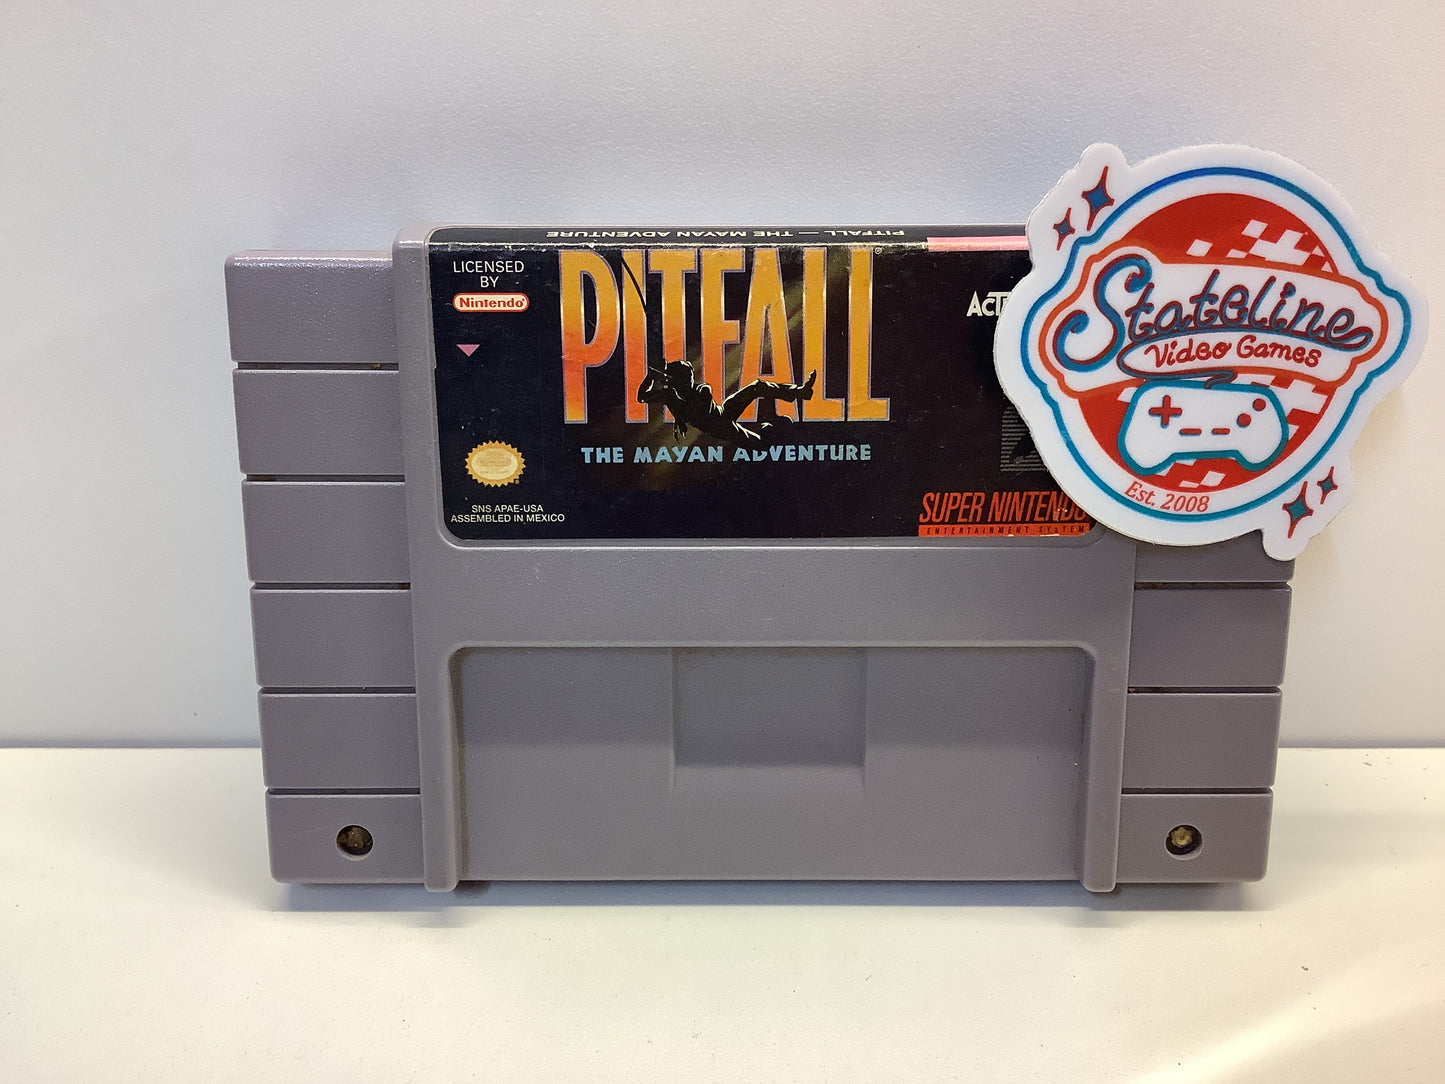 PITFALL — THE MAYAN ADVENTURE
LICENSED
BY
Nintendo®
PITFALL®
THE MAYAN ADVENTURE
SNS APAE-USA
ASSEMBLED IN MEXICO
SUPER NINTENDO
ENTERTAINMENT SYSTEM
Stateline
Video Games
Est. 2008